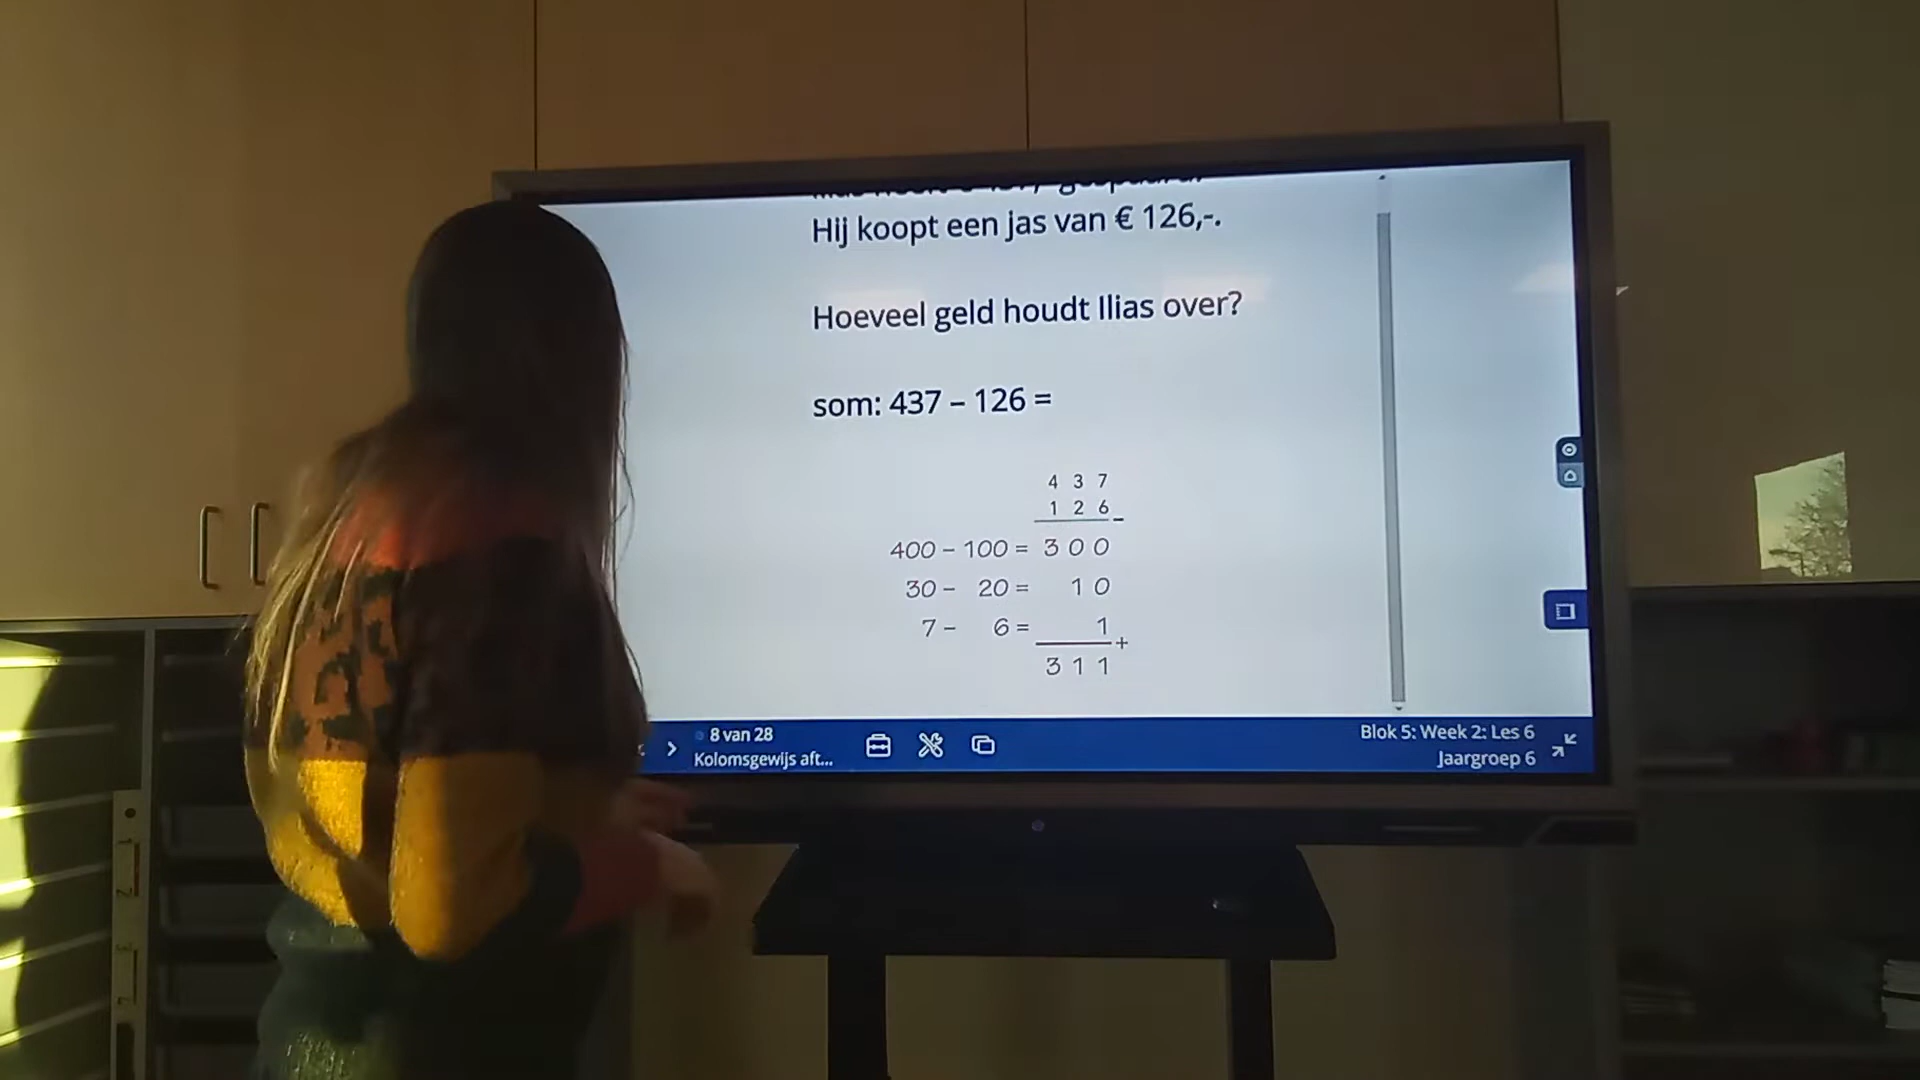 Hij koopt een jas van € 126,-.
Hoeveel geld houdt Ilias over?
som: 437 – 126 =
4 3 7
1 2 6 –
400 – 100 = 3 0 0
30 – 20 = 1 0
7 – 6 = 1 +
3 1 1
8 van 28
Kolomsgewijs aft...
Blok 5: Week 2: Les 6
Jaargroep 6